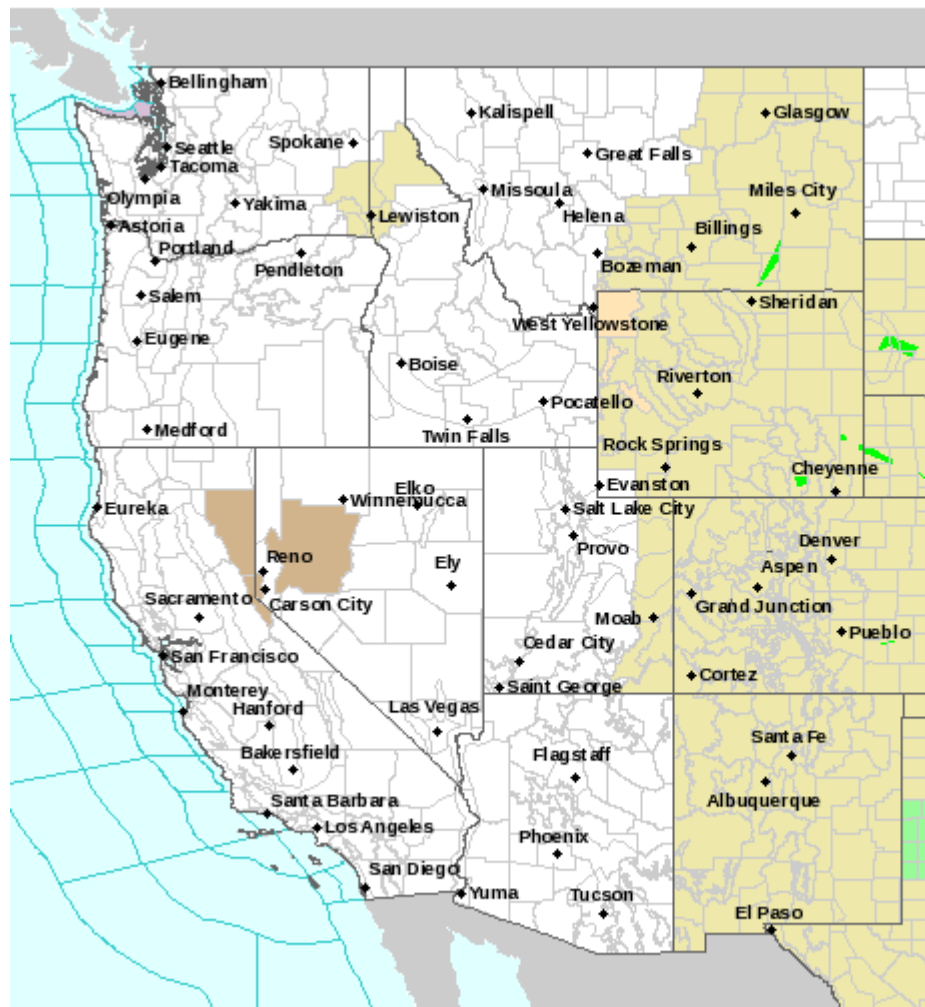 Bellingham
Kalispell
Glasgow
Seattle
Spokane
Great Falls
Tacoma
Missoula
Miles City
Olympia
Yakima
Lewiston
Helena
Astoria
Billings
Portland
Pendleton
Bozeman
Salem
Sheridan
West Yellowstone
Eugene
Boise
Riverton
Pocatello
Medford
Twin Falls
Rock Springs
Cheyenne
Elko
Evanston
Winnemucca
Eureka
Salt Lake City
Provo
Denver
Reno
Ely
Aspen
Sacramento
Carson City
Grand Junction
Moab
Pueblo
Cedar City
San Francisco
Cortez
Saint George
Monterey
Hanford
Las Vegas
Santa Fe
Bakersfield
Flagstaff
Albuquerque
Santa Barbara
Los Angeles
Phoenix
San Diego
Yuma
Tucson
El Paso